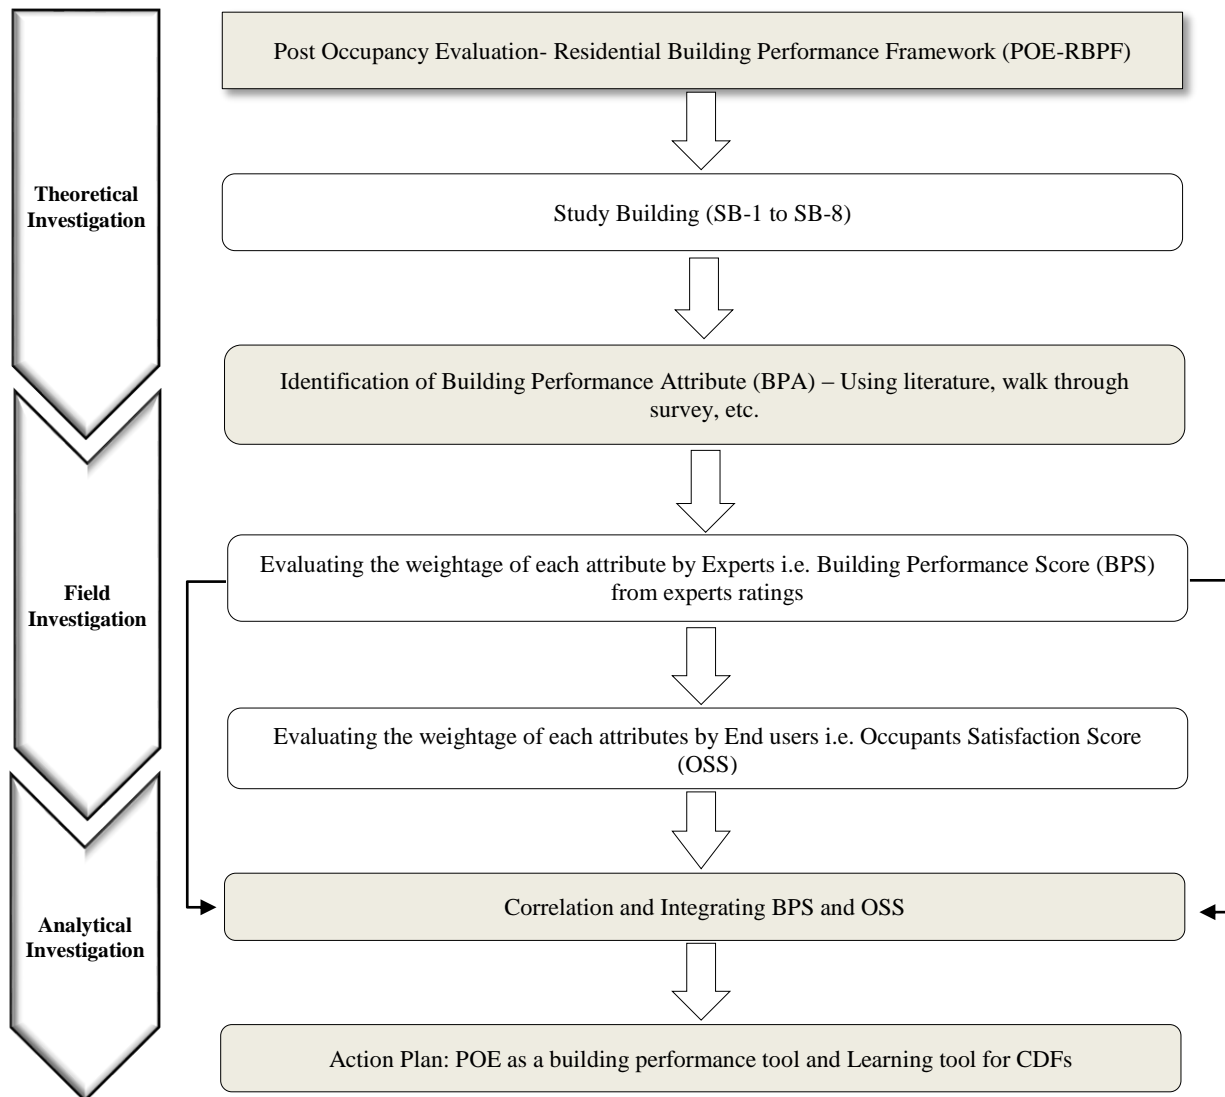 Post Occupancy Evaluation- Residential Building Performance Framework (POE-RBPF)
Theoretical
Investigation
Study Building (SB-1 to SB-8)
Identification of Building Performance Attribute (BPA) – Using literature, walk through
survey, etc.
Field
Investigation
Evaluating the weightage of each attribute by Experts i.e. Building Performance Score (BPS)
from experts ratings
Evaluating the weightage of each attributes by End users i.e. Occupants Satisfaction Score
(OSS)
Analytical
Investigation
Correlation and Integrating BPS and OSS
Action Plan: POE as a building performance tool and Learning tool for CDFs